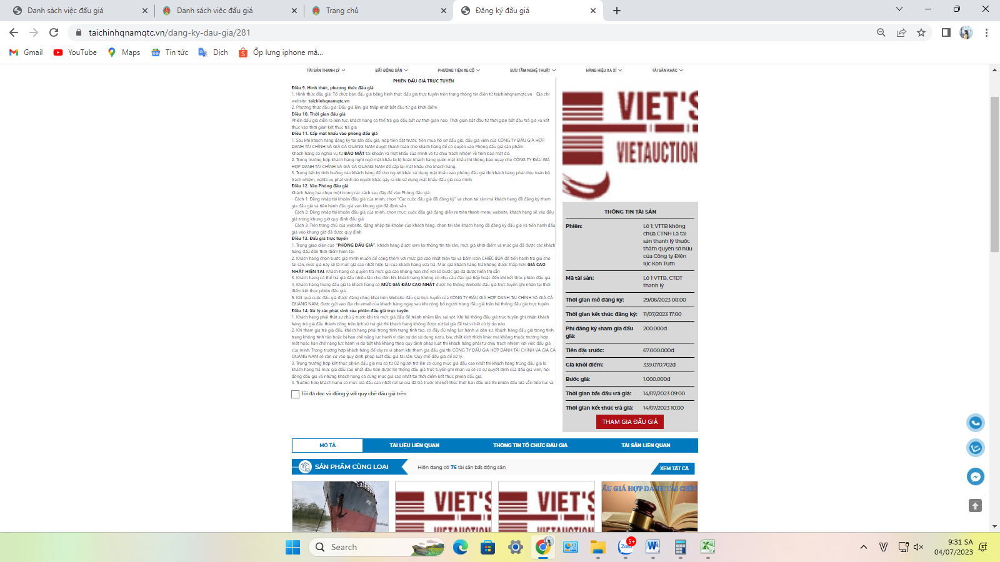 Danh sách việc đấu giá
Danh sách việc đấu giá
Trang chủ
Đăng ký đấu giá
taichinhqnamqtc.vn/dang-ky-dau-gia/281
Gmail
YouTube
Maps
Tin tức
Dịch
Ốp lưng iphone mâ...
TÀI SẢN THANH LÝ
BẤT ĐỘNG SẢN
PHƯƠNG TIỆN XE CỘ
SƯU TẦM NGHỆ THUẬT
HÀNG HIỆU XA XỈ
TÀI SẢN KHÁC
PHIÊN ĐẤU GIÁ TRỰC TUYẾN
Điều 9. Hình thức, phương thức đấu giá
1. Hình thức đấu giá: Tổ chức bán đấu giá bằng hình thức đấu giá trực tuyến trên trang thông tin điện tử taichinhqnamqtc.vn - Địa chỉ
website: taichinhqnamqtc.vn
2. Phương thức đấu giá: Đấu giá lên, giá thấp nhất bắt đầu từ giá khởi điểm
Điều 10. Thời gian đấu giá
Phiên đấu giá diễn ra liên tục, khách hàng có thể trả giá đấu bất cứ thời gian nào. Thời gian bắt đầu từ thời gian bắt đầu trả giá và kết
thúc vào thời gian kết thúc trả giá
Điều 11. Cấp mật khẩu vào phòng đấu giá
1. Sau khi khách hàng đăng ký tài sản đấu giá, nộp tiền đặt trước, tiền mua hồ sơ đấu giá, đấu giá viên của CÔNG TY ĐẤU GIÁ HỢP
DANH TÀI CHÍNH VÀ GIÁ CẢ QUẢNG NAM duyệt thanh toán cho khách hàng để có quyền vào Phòng đấu giá sản phẩm.
Khách hàng có nghĩa vụ tự BẢO MẬT tài khoản và mật khẩu của mình và tự chịu trách nhiệm về tính bảo mật đó.
2. Trong trường hợp khách hàng nghi ngờ mật khẩu bị lộ hoặc khách hàng quên mật khẩu thì thông báo ngay cho CÔNG TY ĐẤU GIÁ
HỢP DANH TÀI CHÍNH VÀ GIÁ CẢ QUẢNG NAM để cấp lại mật khẩu cho khách hàng.
3. Trong bất kỳ tình huống nào khách hàng để cho người khác sử dụng mật khẩu vào phòng đấu giá thì khách hàng phải chịu toàn bộ
trách nhiệm, nghĩa vụ phát sinh do người khác gây ra khi sử dụng mật khẩu đấu giá của mình
Điều 12. Vào Phòng đấu giá
Khách hàng lựa chọn một trong các cách sau đây để vào Phòng đấu giá:
- Cách 1: Đăng nhập tài khoản đấu giá của mình, chọn "Các cuộc đấu giá đã đăng ký" và chọn tài sản mà khách hàng đã đăng ký tham
gia đấu giá và tiến hành đấu giá vào khung giờ đã định sẵn.
- Cách 2: Đăng nhập tài khoản đấu giá của mình, chọn mục: cuộc đấu giá đang diễn ra trên thanh menu website, khách hàng sẽ vào đấu
giá trong khung giờ quy định đấu giá
- Cách 3: Trên trang chủ của website, đăng nhập tài khoản của khách hàng, chọn tài sản khách hàng đã đăng ký đấu giá và tiến hành đấu
giá vào khung giờ đã được quy định
Điều 13. Đấu giá trực tuyến
1. Trong giao diện của "PHÒNG ĐẤU GIÁ", khách hàng được xem lại thông tin tài sản, mức giá khởi điểm và mức giá đã được các khách
hàng đấu đến thời điểm hiện tại.
2. Khách hàng chọn bước giá mình muốn để cộng thêm với mức giá cao nhất hiện tại và bấm icon CHIẾC BÚA để tiến hành trả giá cho
tài sản, mức giá này sẽ là mức giá cao nhất hiện tại của khách hàng vừa trả. Mức giá khách hàng trả không được thấp hơn GIÁ CAO
NHẤT HIỆN TẠI. Khách hàng có quyền trả mức giá cao không hạn chế với số bước giá đã được hiển thị sẵn
3. Khách hàng có thể trả giá đấu nhiều lần cho đến khi khách hàng không có nhu cầu đấu giá tiếp hoặc đến khi kết thúc phiên đấu giá.
4. Khách hàng trúng đấu giá là khách hàng có MỨC GIÁ ĐẤU CAO NHẤT được hệ thống Website đấu giá trực tuyến ghi nhận tại thời
điểm kết thúc phiên đấu giá.
5. Kết quả cuộc đấu giá được đăng công khai trên Website đấu giá trực tuyến của CÔNG TY ĐẤU GIÁ HỢP DANH TÀI CHÍNH VÀ GIÁ CẢ
QUẢNG NAM, được gửi vào địa chỉ email của khách hàng ngay sau khi công bố người trúng đấu giá trên hệ thống đấu giá trực tuyến.
Điều 14. Xử lý các phát sinh của phiên đấu giá trực tuyến
1. Khách hàng phải thật sự chú ý trước khi trả mức giá đấu để tránh nhầm lẫn, sai sót. Khi hệ thống đấu giá trực tuyến ghi nhận khách
hàng trả giá đấu thành công trên lịch sử trả giá thì khách hàng không được rút lại giá đã trả vì bất cứ lý do nào.
2. Khi tham gia trả giá đấu, khách hàng phải trong tình trạng tỉnh táo, có đầy đủ năng lực hành vi dân sự. Khách hàng đấu giá trong tình
trạng không tỉnh táo hoặc bị hạn chế năng lực hành vi dân sự do sử dụng rượu, bia, chất kích thích khác mà không thuộc trường hợp
mất hoặc hạn chế năng lực hành vi do bất khả kháng theo quy định pháp luật thì khách hàng phải tự chịu trách nhiệm với việc đấu giá
của mình. Trong trường hợp khách hàng để xảy ra vi phạm khi tham gia đấu giá thì CÔNG TY ĐẤU GIÁ HỢP DANH TÀI CHÍNH VÀ GIÁ CẢ
QUẢNG NAM sẽ căn cứ vào quy định pháp luật đấu giá tài sản, Quy chế đấu giá để xử lý.
3. Trong trường hợp kết thúc phiên đấu giá mà có từ 02 người trở lên có cùng mức giá đấu cao nhất thì khách hàng trúng đấu giá là
khách hàng trả mức giá đấu cao nhất đầu tiên được hệ thống đấu giá trực tuyến ghi nhận và sẽ có sự quyết định của đấu giá viên, hội
đồng đấu giá và những khách hàng có cùng mức giá cao nhất tại thời điểm kết thúc phiên đấu giá.
4. Trường hợp khách hàng có mức giá đấu cao nhất rút lại giá đã trả trước khi kết thúc thời hạn đấu giá thì phiên đấu giá vẫn tiếp tục và
Tôi đã đọc và đồng ý với quy chế đấu giá trên
VIET'S
VIETAUCTION
THÔNG TIN TÀI SẢN
Phiên:
Lô 1: VTTB không
chứa CTNH Là tài
sản thanh lý thuộc
thẩm quyền sở hữu
của Công ty Điện
lực Kon Tum
Mã tài sản:
Lô 1 VTTB, CTĐT
thanh lý
Thời gian mở đăng ký:
29/06/2023 08:00
Thời gian kết thúc đăng ký:
11/07/2023 17:00
Phí đăng ký tham gia đấu
giá:
200.000đ
Tiền đặt trước:
67.000.000đ
Giá khởi điểm:
339.070.702đ
Bước giá:
1.000.000đ
Thời gian bắt đầu trả giá:
14/07/2023 09:00
Thời gian kết thúc trả giá:
14/07/2023 10:00
THAM GIA ĐẤU GIÁ
MÔ TẢ
TÀI LIỆU LIÊN QUAN
THÔNG TIN TỔ CHỨC ĐẤU GIÁ
TÀI SẢN LIÊN QUAN
SẢN PHẨM CÙNG LOẠI
Hiện đang có 76 tài sản bất động sản
XEM TẤT CẢ
VIET'S
VIETAUCTION
VIET'S
VIETAUCTION
ẤU GIÁ HỢP DANH TÀI CHÍN
Search
5+
Zalo
9:31 SA
04/07/2023